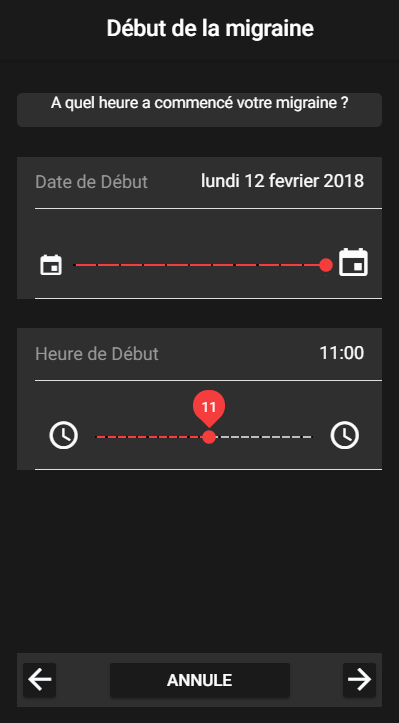 Début de la migraine
A quel heure a commencé votre migraine ?
Date de Début lundi 12 fevrier 2018
Heure de Début 11:00
11
ANNULE